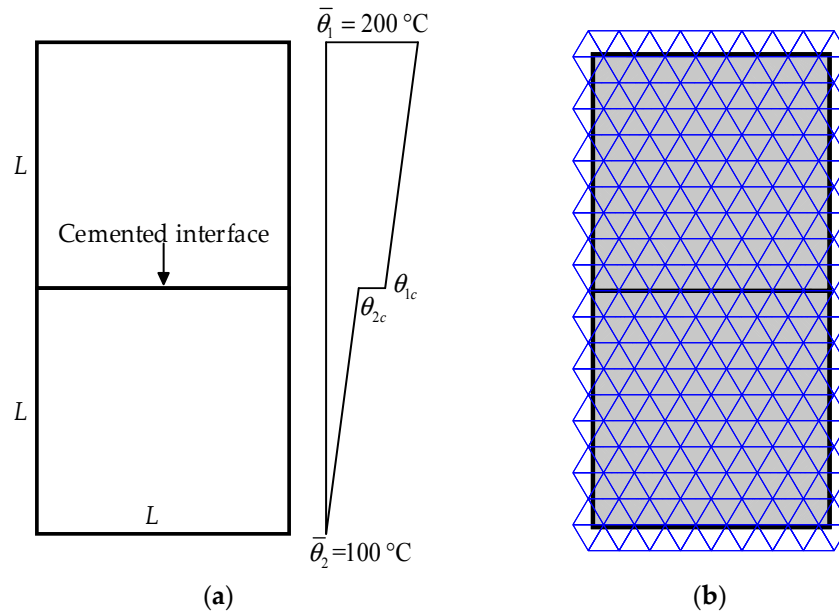 θ̅₁ = 200 °C
L
Cemented interface
θ₁c
θ₂c
L
L
θ̅₂ =100 °C
(a) (b)